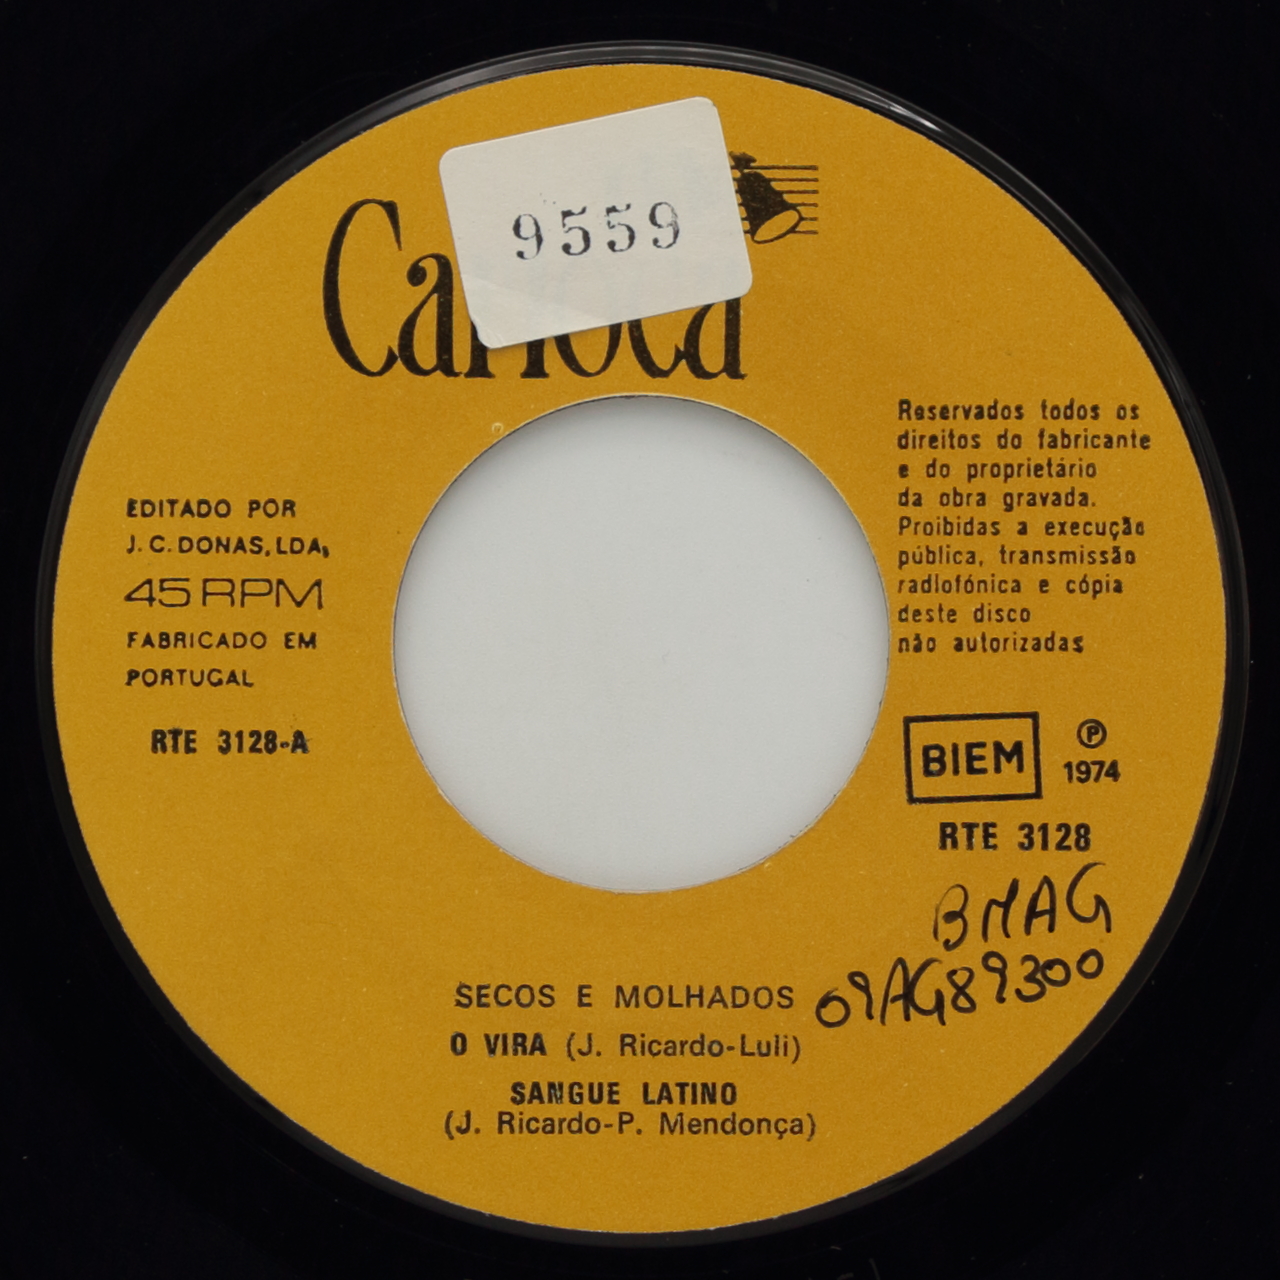 Carioca
9559
EDITADO POR
J. C. DONAS, LDA,
45 RPM
FABRICADO EM
PORTUGAL
RTE 3128-A
Reservados todos os
direitos do fabricante
e do proprietário
da obra gravada.
Proibidas a execução
pública, transmissão
radiofónica e cópia
deste disco
não autorizadas
BIEM
℗
1974
RTE 3128
BMAG
09AG89300
SECOS E MOLHADOS
O VIRA (J. Ricardo-Luli)
SANGUE LATINO
(J. Ricardo-P. Mendonça)